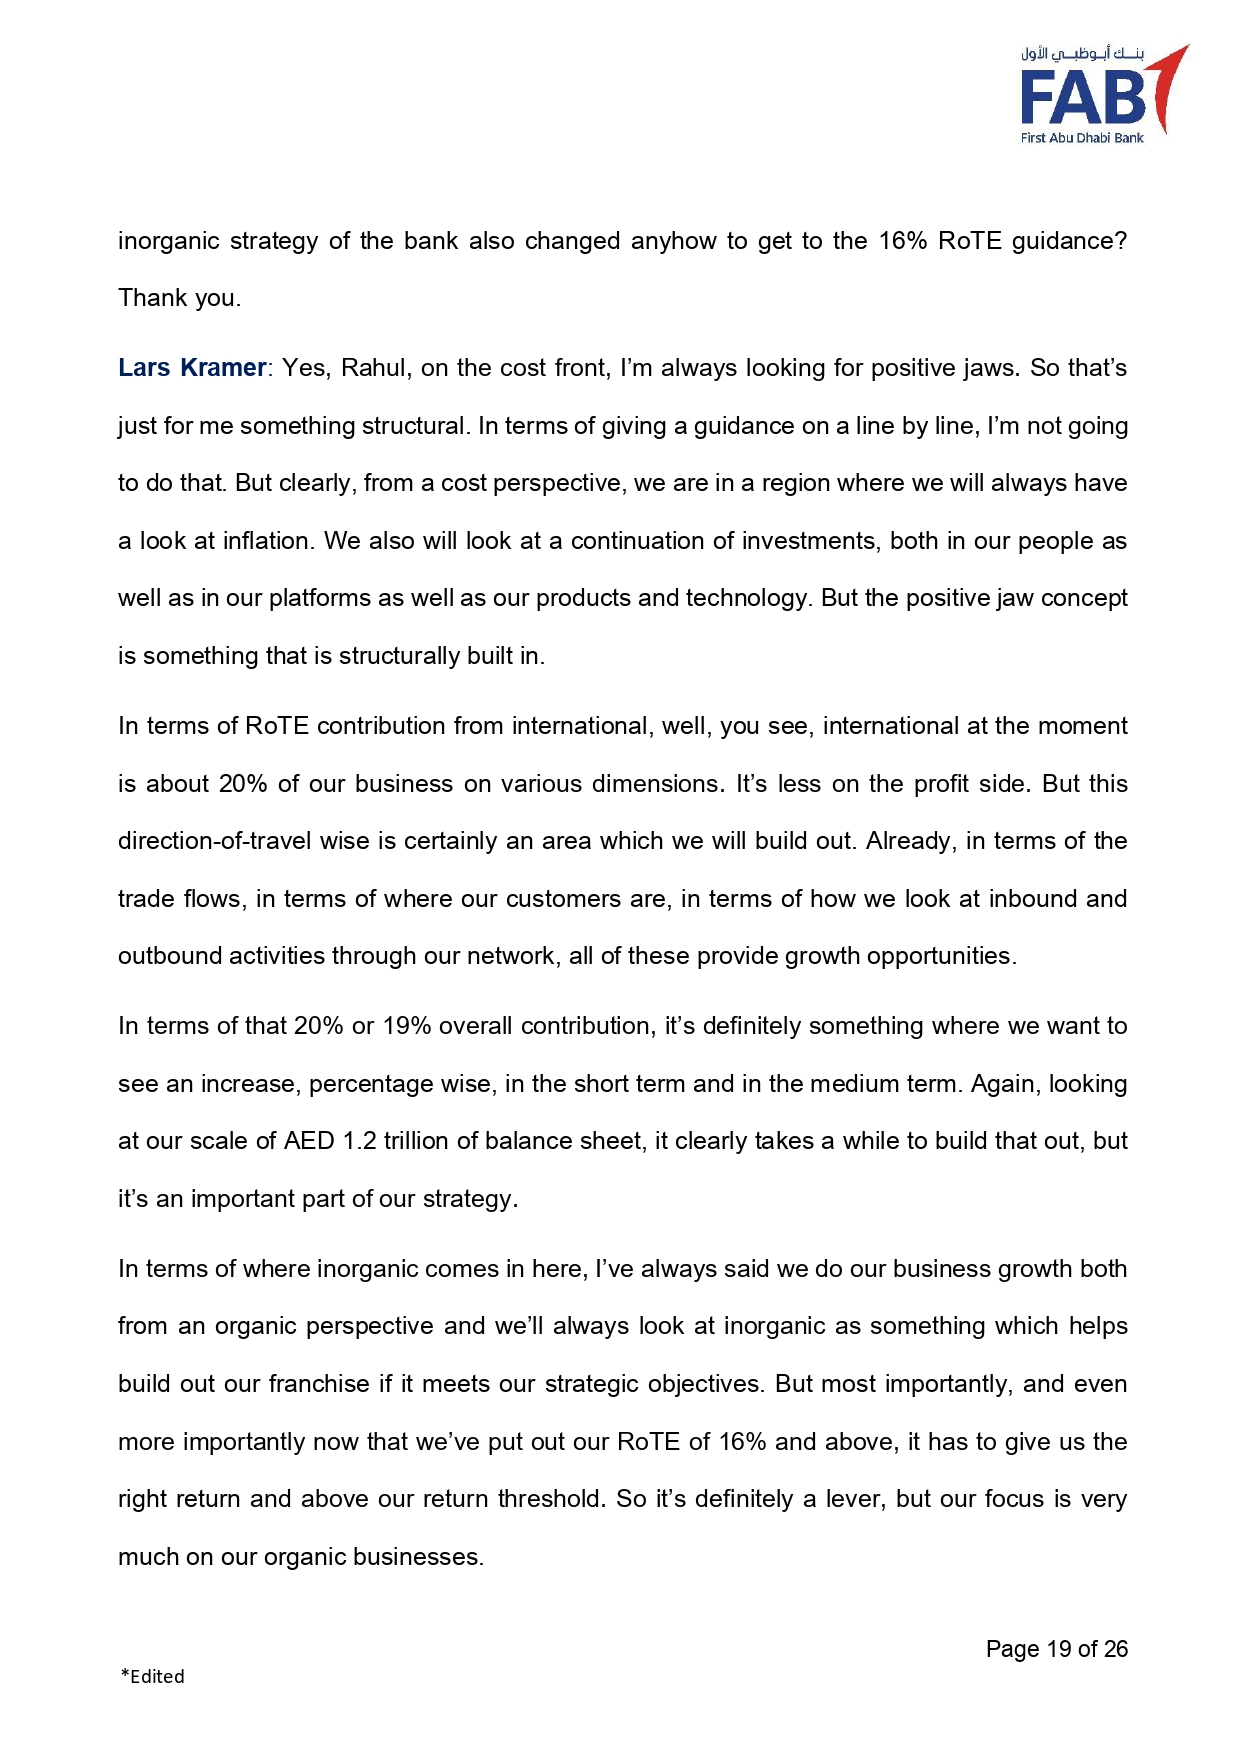 بنك أبوظبي الأول
FAB
First Abu Dhabi Bank
inorganic strategy of the bank also changed anyhow to get to the 16% RoTE guidance?
Thank you.
Lars Kramer: Yes, Rahul, on the cost front, I’m always looking for positive jaws. So that’s
just for me something structural. In terms of giving a guidance on a line by line, I’m not going
to do that. But clearly, from a cost perspective, we are in a region where we will always have
a look at inflation. We also will look at a continuation of investments, both in our people as
well as in our platforms as well as our products and technology. But the positive jaw concept
is something that is structurally built in.
In terms of RoTE contribution from international, well, you see, international at the moment
is about 20% of our business on various dimensions. It’s less on the profit side. But this
direction-of-travel wise is certainly an area which we will build out. Already, in terms of the
trade flows, in terms of where our customers are, in terms of how we look at inbound and
outbound activities through our network, all of these provide growth opportunities.
In terms of that 20% or 19% overall contribution, it’s definitely something where we want to
see an increase, percentage wise, in the short term and in the medium term. Again, looking
at our scale of AED 1.2 trillion of balance sheet, it clearly takes a while to build that out, but
it’s an important part of our strategy.
In terms of where inorganic comes in here, I’ve always said we do our business growth both
from an organic perspective and we’ll always look at inorganic as something which helps
build out our franchise if it meets our strategic objectives. But most importantly, and even
more importantly now that we’ve put out our RoTE of 16% and above, it has to give us the
right return and above our return threshold. So it’s definitely a lever, but our focus is very
much on our organic businesses.
Page 19 of 26
*Edited